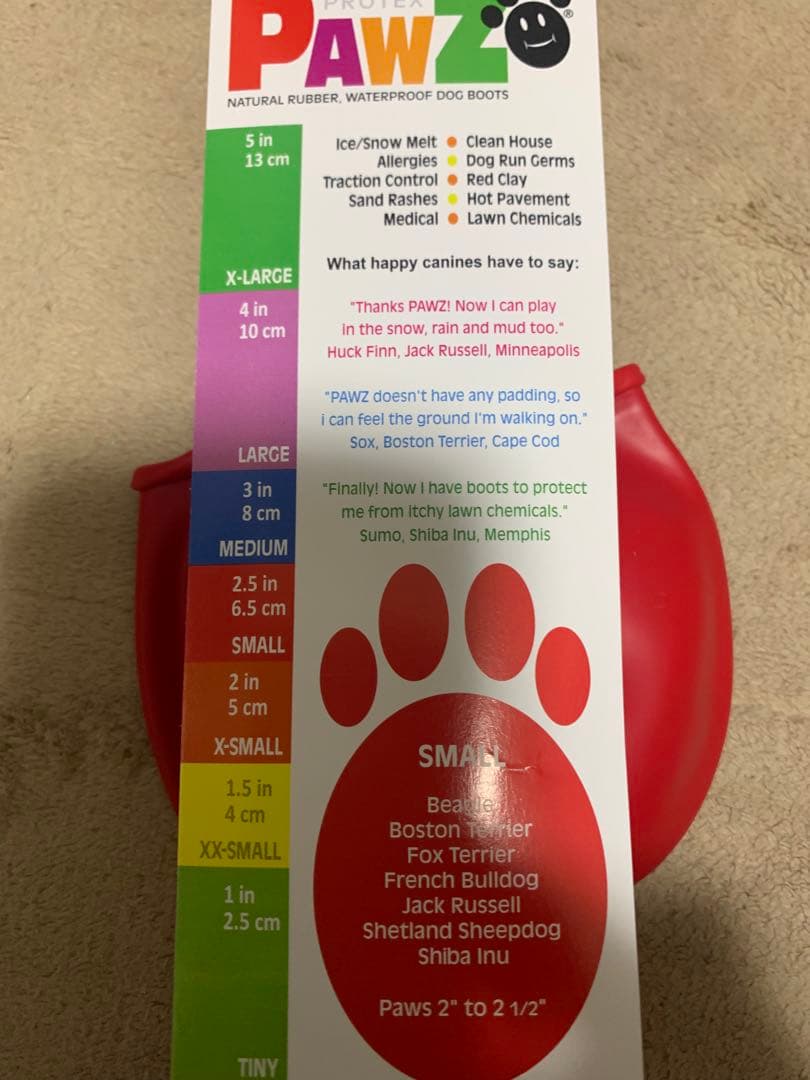 PROTEX
PAWZ®
NATURAL RUBBER, WATERPROOF DOG BOOTS
5 in
13 cm
X-LARGE
4 in
10 cm
LARGE
3 in
8 cm
MEDIUM
2.5 in
6.5 cm
SMALL
2 in
5 cm
X-SMALL
1.5 in
4 cm
XX-SMALL
1 in
2.5 cm
TINY
Ice/Snow Melt • Clean House
Allergies • Dog Run Germs
Traction Control • Red Clay
Sand Rashes • Hot Pavement
Medical • Lawn Chemicals
What happy canines have to say:
"Thanks PAWZ! Now I can play
in the snow, rain and mud too."
Huck Finn, Jack Russell, Minneapolis
"PAWZ doesn't have any padding, so
i can feel the ground I'm walking on."
Sox, Boston Terrier, Cape Cod
"Finally! Now I have boots to protect
me from itchy lawn chemicals."
Sumo, Shiba Inu, Memphis
SMALL
Beagle
Boston Terrier
Fox Terrier
French Bulldog
Jack Russell
Shetland Sheepdog
Shiba Inu
Paws 2" to 2 1/2"